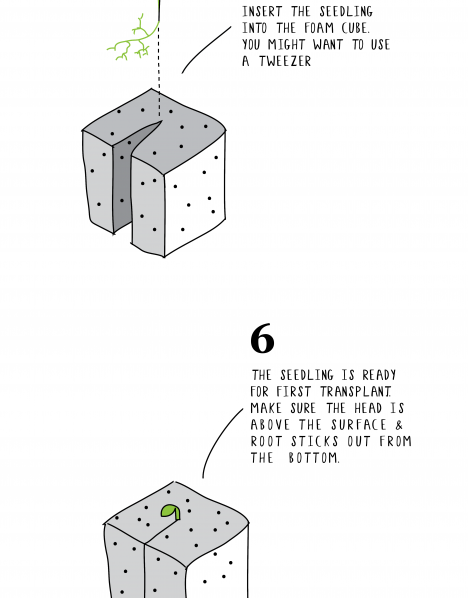 INSERT THE SEEDLING
INTO THE FOAM CUBE.
YOU MIGHT WANT TO USE
A TWEEZER
6
THE SEEDLING IS READY
FOR FIRST TRANSPLANT.
MAKE SURE THE HEAD IS
ABOVE THE SURFACE &
ROOT STICKS OUT FROM
THE BOTTOM.